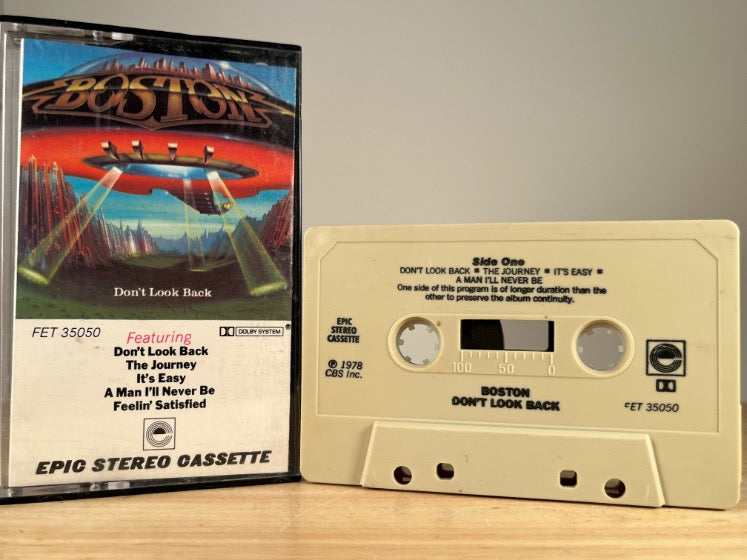 BOSTON
Don't Look Back
FET 35050
DOLBY SYSTEM ®
Featuring
Don't Look Back
The Journey
It's Easy
A Man I'll Never Be
Feelin' Satisfied
EPIC STEREO CASSETTE
Side One
DON'T LOOK BACK ■ THE JOURNEY ■ IT'S EASY ■
A MAN I'LL NEVER BE
One side of this program is of longer duration than the
other to preserve the album continuity.
EPIC
STEREO
CASSETTE
100 50 0
℗ 1978
CBS Inc.
BOSTON
DON'T LOOK BACK
FET 35050